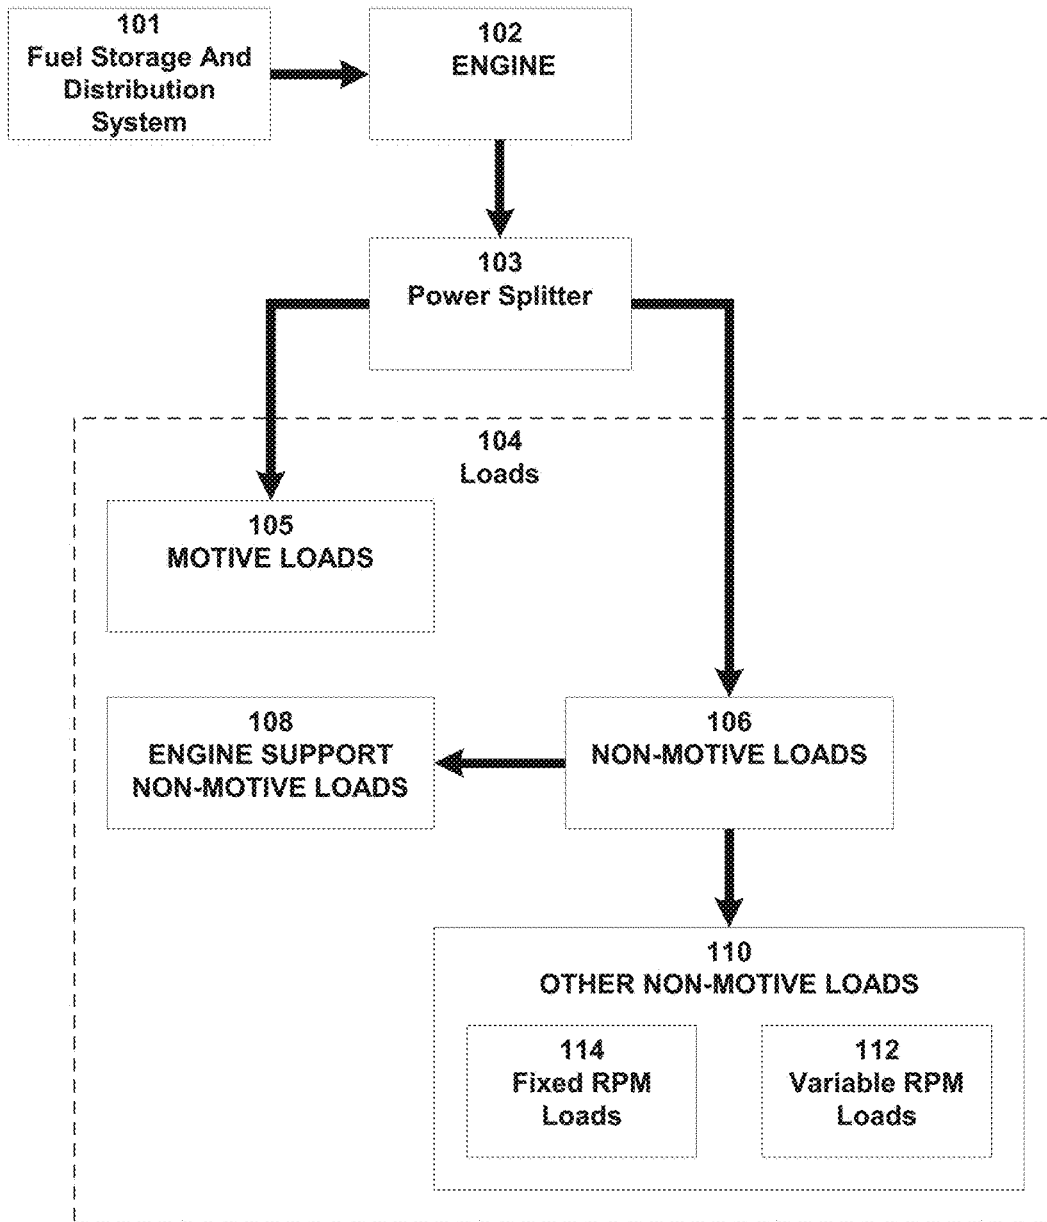 101
Fuel Storage And
Distribution
System
102
ENGINE
103
Power Splitter
104
Loads
105
MOTIVE LOADS
108
ENGINE SUPPORT
NON-MOTIVE LOADS
106
NON-MOTIVE LOADS
110
OTHER NON-MOTIVE LOADS
114
Fixed RPM
Loads
112
Variable RPM
Loads